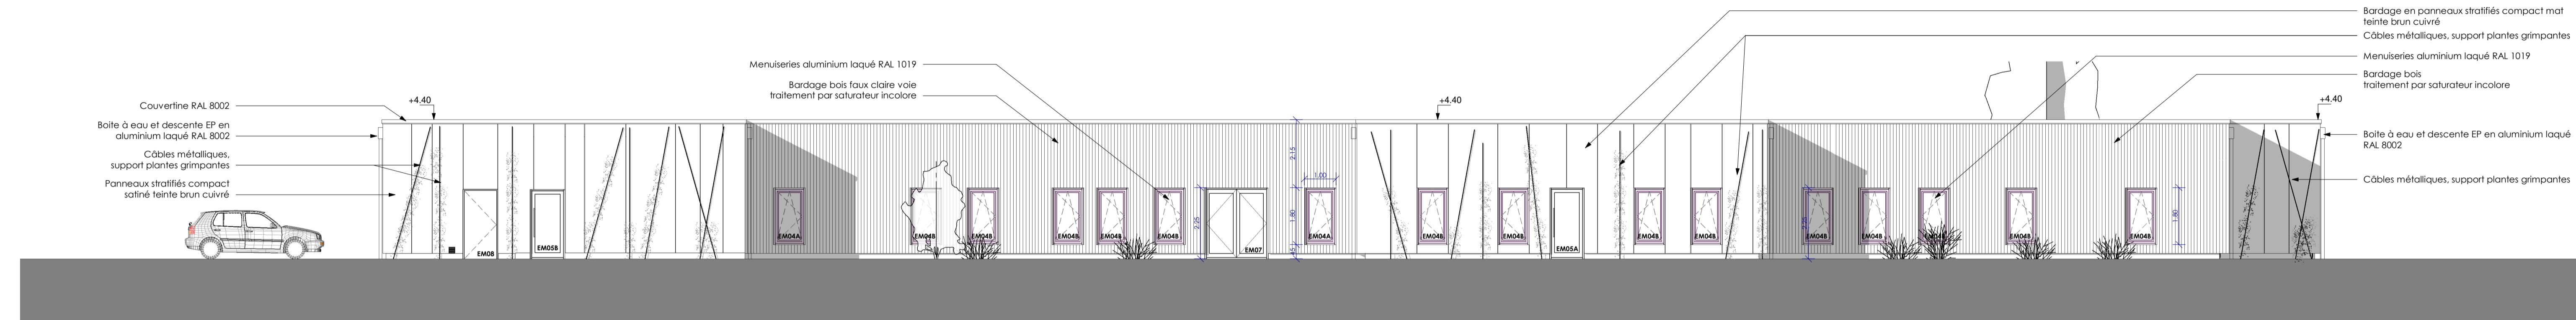 Bardage en panneaux stratifiés compact mat
teinte brun cuivré
Câbles métalliques, support plantes grimpantes
Menuiseries aluminium laqué RAL 1019
Menuiseries aluminium laqué RAL 1019
Bardage bois
traitement par saturateur incolore
Bardage bois faux claire voie
traitement par saturateur incolore
Couvertine RAL 8002
+4.40
+4.40
+4.40
Boite à eau et descente EP en
aluminium laqué RAL 8002
Boite à eau et descente EP en aluminium laqué
RAL 8002
Câbles métalliques,
support plantes grimpantes
Câbles métalliques, support plantes grimpantes
Panneaux stratifiés compact
satiné teinte brun cuivré
2.15
1.00
2.25
1.80
45
2.25
1.80
EM08
EM05B
EM04A
EM04B
EM04B
EM04B
EM04B
EM04B
EM07
EM04A
EM04B
EM04B
EM05A
EM04B
EM04B
EM04B
EM04B
EM04B
EM04B
EM04B